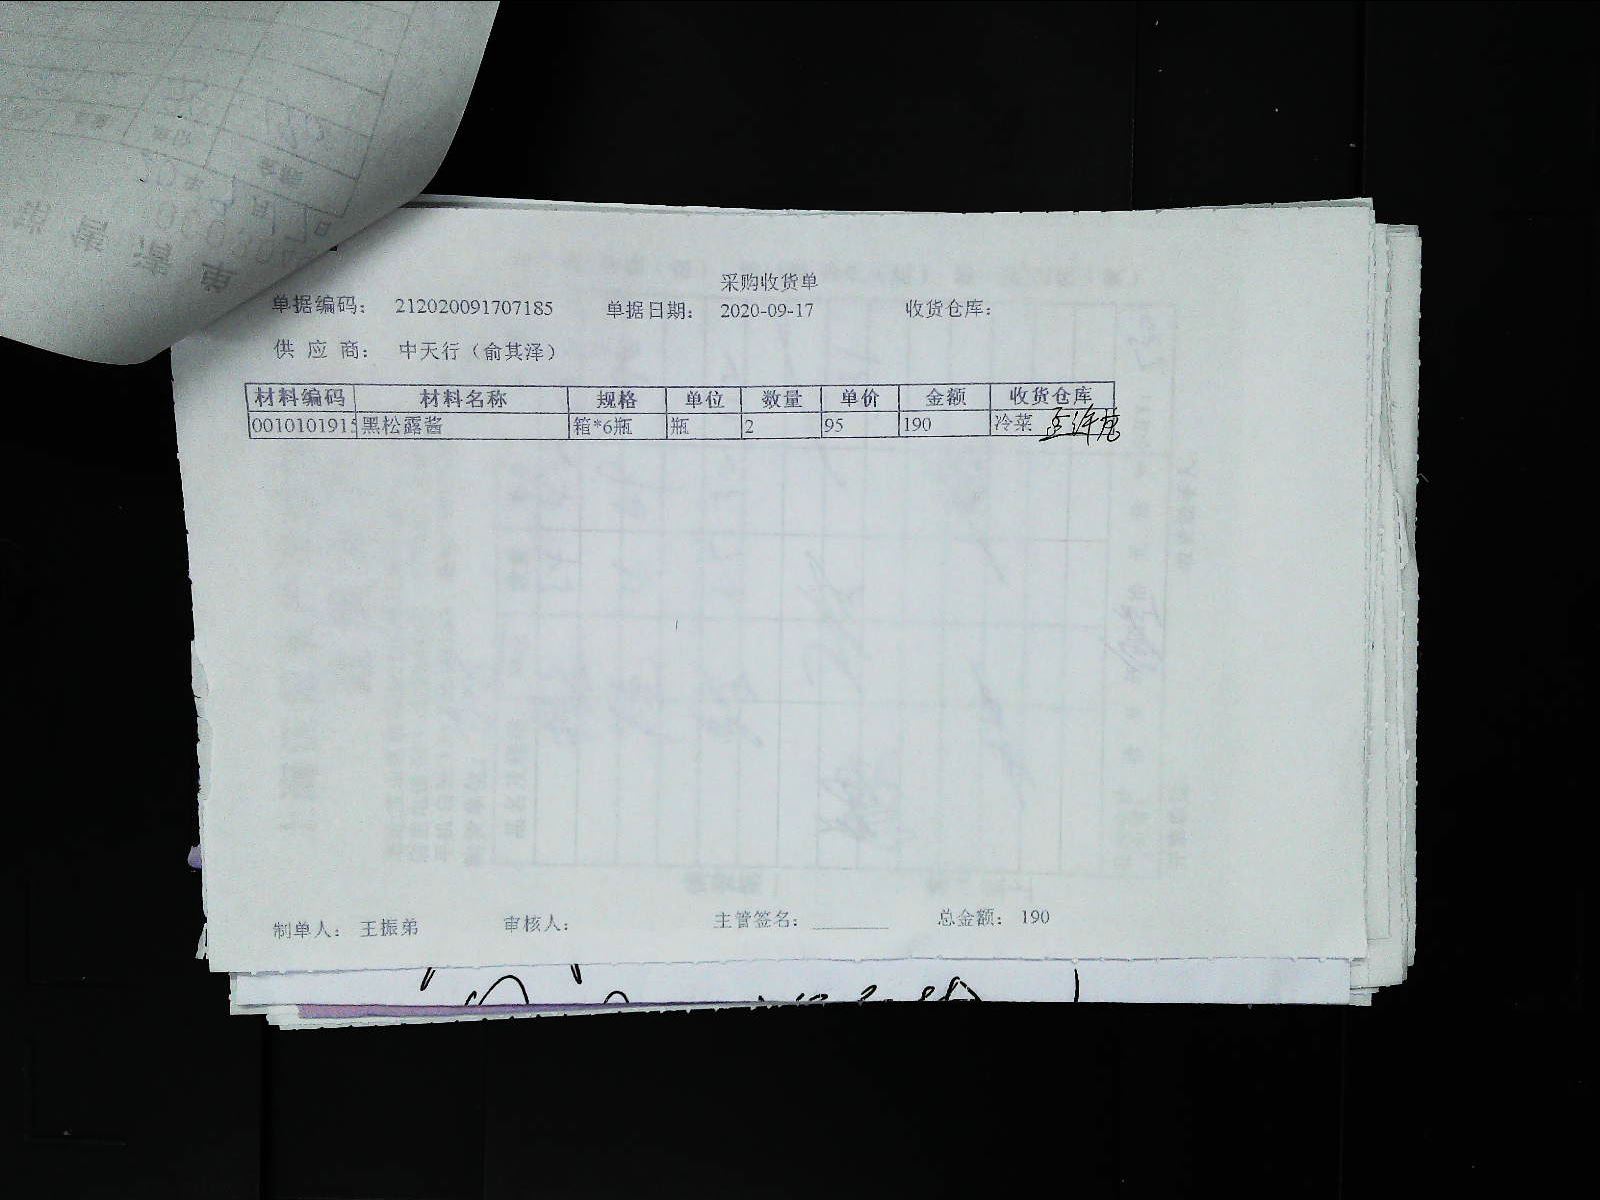 采购收货单
单据编码： 212020091707185 单据日期： 2020-09-17 收货仓库：
供 应 商： 中天行（俞其泽）
材料编码 材料名称 规格 单位 数量 单价 金额 收货仓库
0010101915 黑松露酱 箱*6瓶 瓶 2 95 190 冷菜
制单人： 王振弟 审核人： 主管签名： ________ 总金额： 190